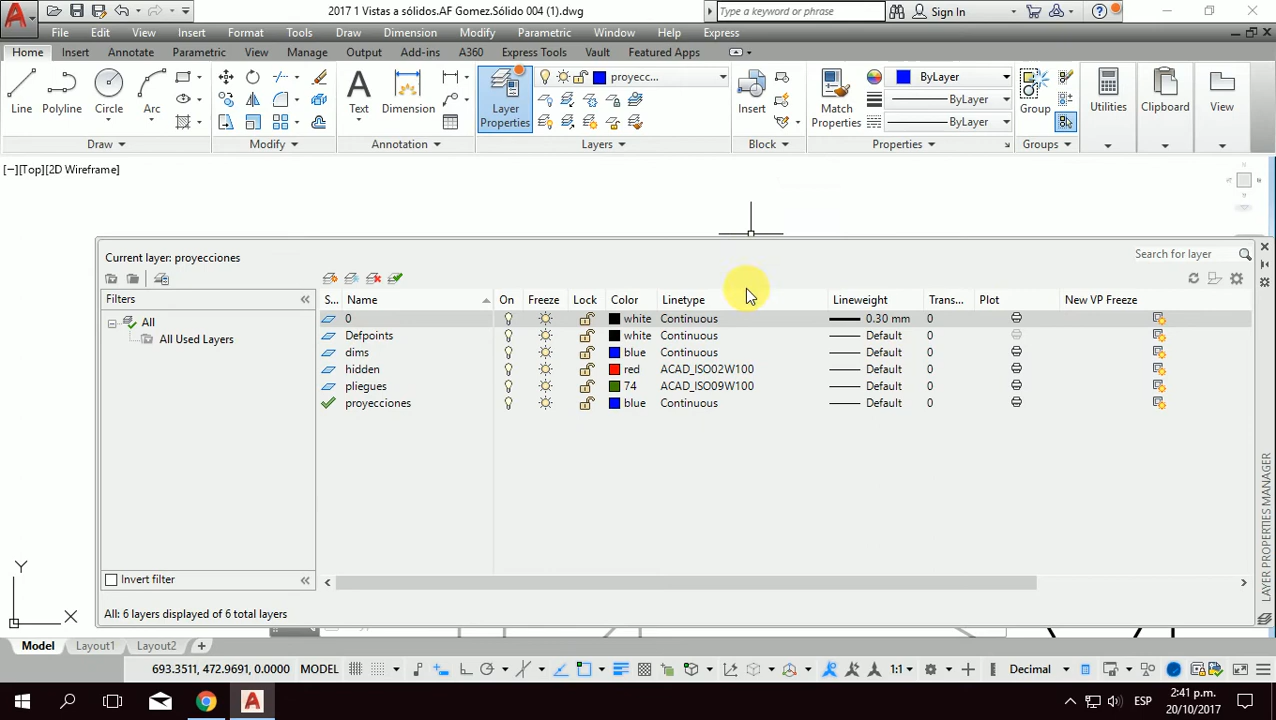 2017 1 Vistas a sólidos.AF Gomez.Sólido 004 (1).dwg
Type a keyword or phrase
Sign In
File Edit View Insert Format Tools Draw Dimension Modify Parametric Window Help Express
Home Insert Annotate Parametric View Manage Output Add-ins A360 Express Tools Vault Featured Apps
proyecc...
ByLayer
ByLayer
ByLayer
Line Polyline Circle Arc
Text Dimension
Layer
Properties
Insert
Match
Properties
Group
Utilities
Clipboard
View
Draw Modify Annotation Layers Block Properties Groups
[−][Top][2D Wireframe]
Current layer: proyecciones
Search for layer
Filters
All
All Used Layers
Invert filter
S... Name On Freeze Lock Color Linetype Lineweight Trans... Plot New VP Freeze
0 white Continuous 0.30 mm 0
Defpoints white Continuous Default 0
dims blue Continuous Default 0
hidden red ACAD_ISO02W100 Default 0
pliegues 74 ACAD_ISO09W100 Default 0
proyecciones blue Continuous Default 0
All: 6 layers displayed of 6 total layers
LAYER PROPERTIES MANAGER
Y
X
Model Layout1 Layout2
693.3511, 472.9691, 0.0000 MODEL 1:1 Decimal
ESP
2:41 p.m.
20/10/2017